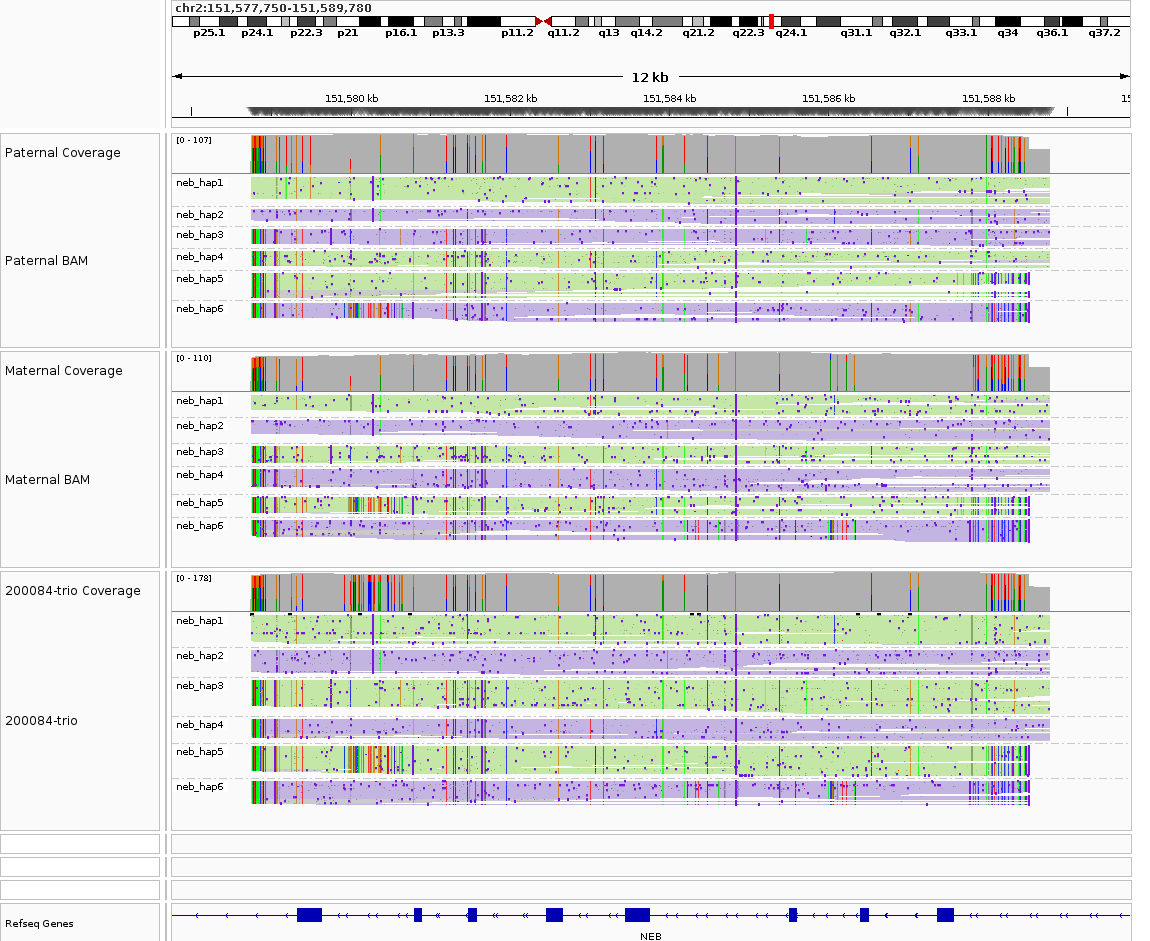 chr2:151,577,750-151,589,780
p25.1 p24.1 p22.3 p21 p16.1 p13.3 p11.2 q11.2 q13 q14.2 q21.2 q22.3 q24.1 q31.1 q32.1 q33.1 q34 q36.1 q37.2
12 kb
151,580 kb 151,582 kb 151,584 kb 151,586 kb 151,588 kb 15
Paternal Coverage
[0 - 107]
Paternal BAM
neb_hap1
neb_hap2
neb_hap3
neb_hap4
neb_hap5
neb_hap6
Maternal Coverage
[0 - 110]
Maternal BAM
neb_hap1
neb_hap2
neb_hap3
neb_hap4
neb_hap5
neb_hap6
200084-trio Coverage
[0 - 178]
200084-trio
neb_hap1
neb_hap2
neb_hap3
neb_hap4
neb_hap5
neb_hap6
Refseq Genes
NEB